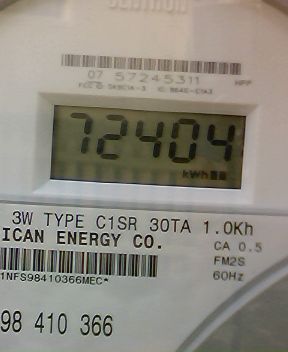 CENTRON
07 57245311
72404
kWh
3W TYPE C1SR 30TA 1.0Kh
ICAN ENERGY CO.
CA 0.5
FM2S
60Hz
1NFS98410366MEC*
98 410 366